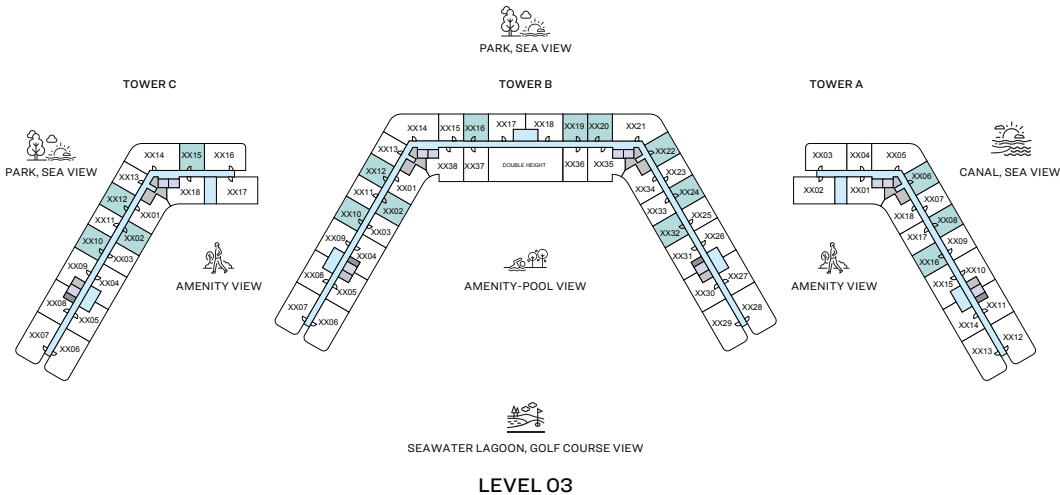 PARK, SEA VIEW
TOWER C
TOWER B
TOWER A
PARK, SEA VIEW
CANAL, SEA VIEW
XX14
XX15
XX16
XX13
XX12
XX11
XX10
XX09
XX08
XX07
XX06
XX05
XX04
XX03
XX02
XX01
XX18
XX17
AMENITY VIEW
XX14
XX15
XX16
XX17
XX18
XX19
XX20
XX21
XX13
XX12
XX11
XX10
XX09
XX08
XX07
XX06
XX05
XX04
XX03
XX02
XX01
XX38
XX37
DOUBLE HEIGHT
XX36
XX35
XX22
XX23
XX24
XX25
XX26
XX27
XX28
XX29
XX30
XX31
XX32
XX33
XX34
AMENITY-POOL VIEW
XX03
XX04
XX05
XX02
XX01
XX06
XX07
XX08
XX09
XX10
XX11
XX12
XX13
XX14
XX15
XX16
XX17
XX18
AMENITY VIEW
SEAWATER LAGOON, GOLF COURSE VIEW
LEVEL 03